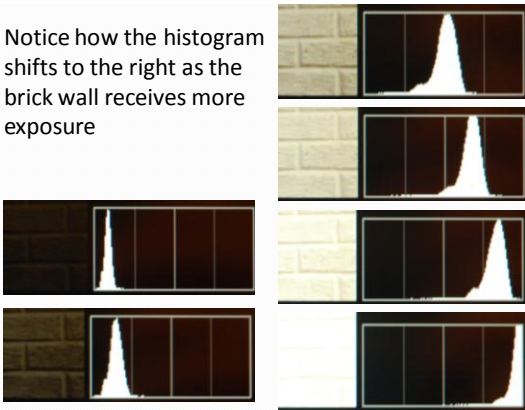 Notice how the histogram
shifts to the right as the
brick wall receives more
exposure